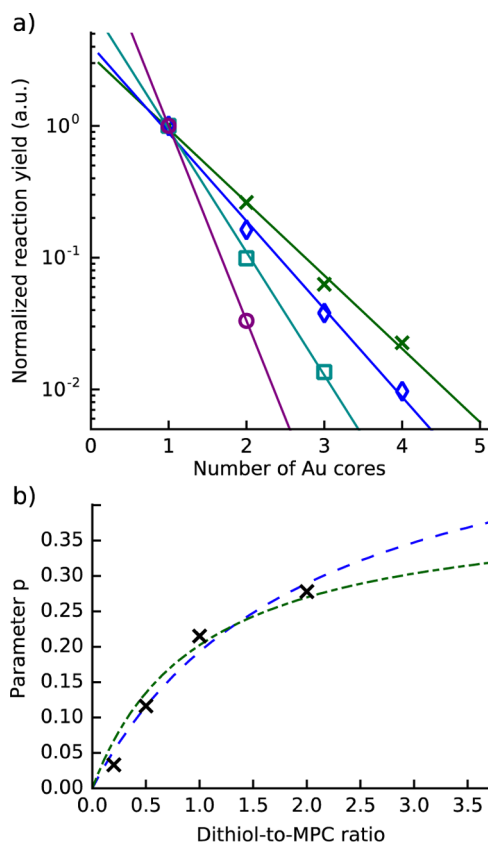 a)
Normalized reaction yield (a.u.)
10⁰
10⁻¹
10⁻²
0 1 2 3 4 5
Number of Au cores
b)
Parameter p
0.35
0.30
0.25
0.20
0.15
0.10
0.05
0.00
0.0 0.5 1.0 1.5 2.0 2.5 3.0 3.5
Dithiol-to-MPC ratio